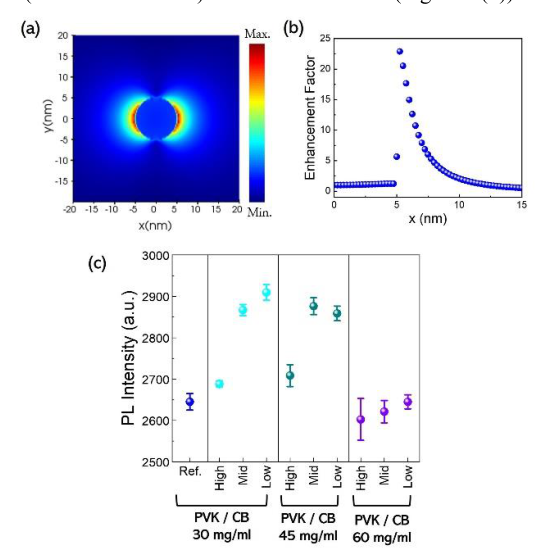 (a)
Max.
20
15
10
5
0
-5
-10
-15
y(nm)
-20 -15 -10 -5 0 5 10 15 20
x(nm)
Min.
(b)
25
20
15
10
5
0
Enhancement Factor
0 5 10 15
x (nm)
(c)
3000
2900
2800
2700
2600
2500
PL Intensity (a.u.)
Ref. High Mid Low High Mid Low High Mid Low
PVK / CB PVK / CB PVK / CB
30 mg/ml 45 mg/ml 60 mg/ml